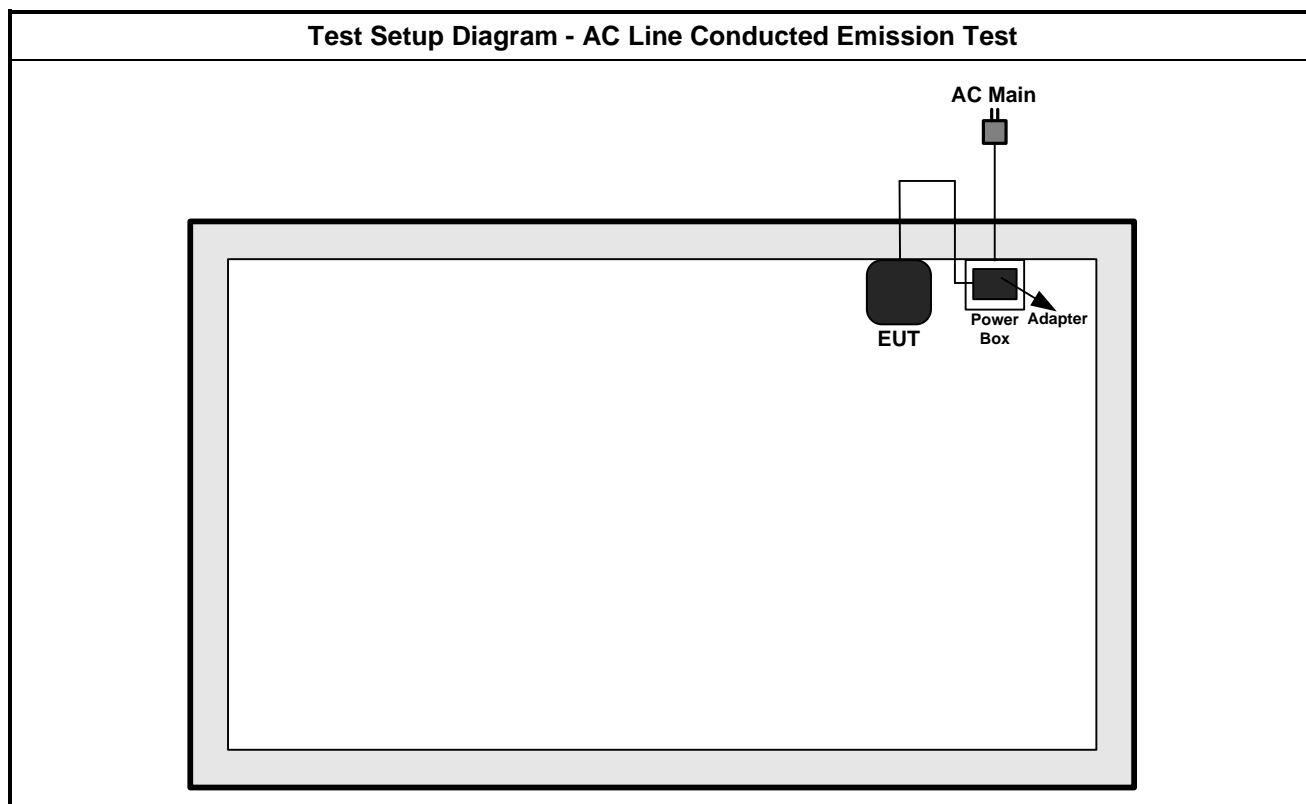 Test Setup Diagram - AC Line Conducted Emission Test
AC Main
EUT
Power
Box
Adapter